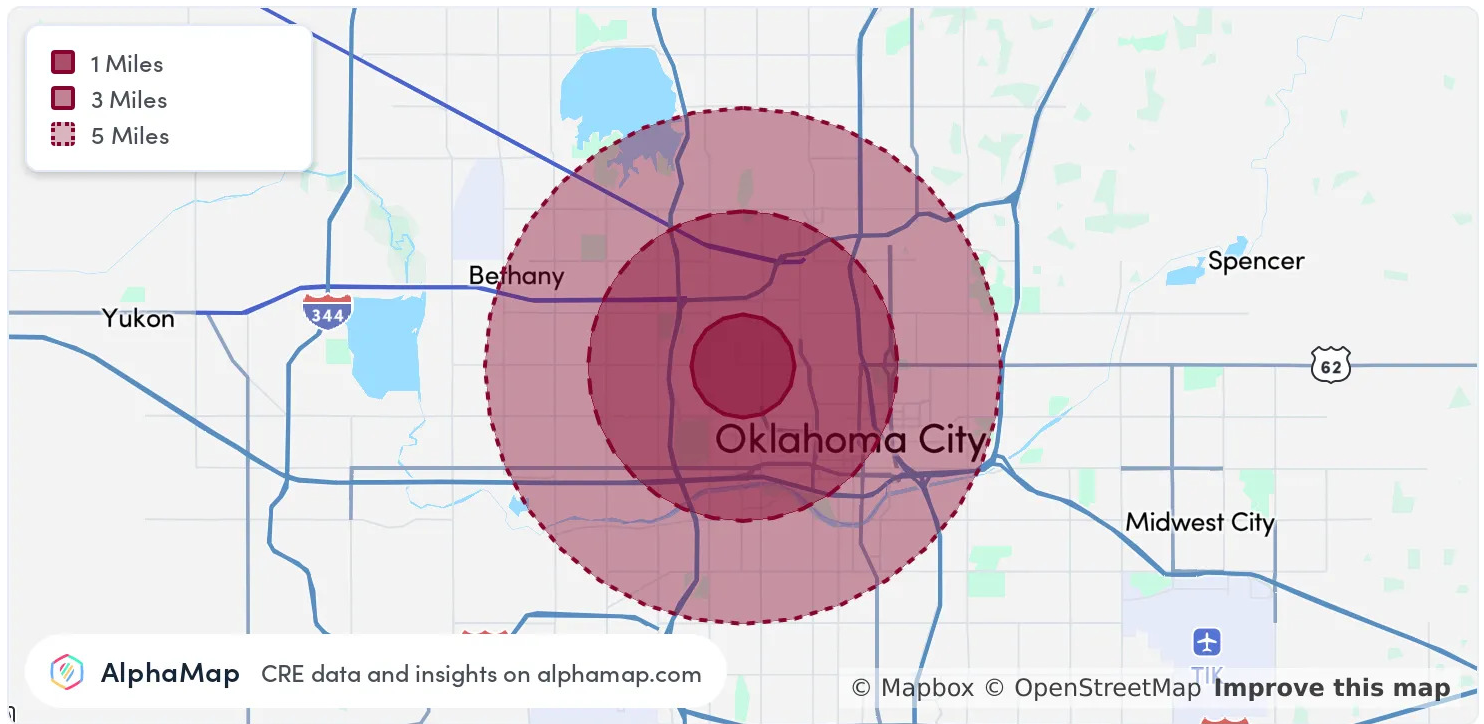 1 Miles
3 Miles
5 Miles
Bethany
Spencer
Yukon
344
62
Oklahoma City
Midwest City
TIK
AlphaMap CRE data and insights on alphamap.com
© Mapbox © OpenStreetMap Improve this map